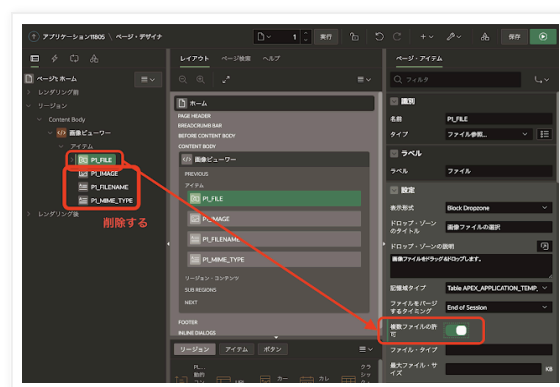 アプリケーション11805 \ ページ・デザイナ
1
実行
保存
ページ1: ホーム
レンダリング前
リージョン
Content Body
画像ビューワー
アイテム
P1_FILE
P1_IMAGE
P1_FILENAME
P1_MIME_TYPE
レンダリング後
削除する
レイアウト
ページ検索
ヘルプ
ホーム
PAGE HEADER
BREADCRUMB BAR
BEFORE CONTENT BODY
CONTENT BODY
画像ビューワー
PREVIOUS
アイテム
P1_FILE
P1_IMAGE
P1_FILENAME
P1_MIME_TYPE
リージョン・コンテンツ
SUB REGIONS
NEXT
FOOTER
INLINE DIALOGS
リージョン
アイテム
ボタン
ページ・アイテム
フィルタ
識別
名前
P1_FILE
タイプ
ファイル参照...
ラベル
ラベル
ファイル
設定
表示形式
Block Dropzone
ドロップ・ゾーン
のタイトル
画像ファイルの選択
ドロップ・ゾーンの説明
画像ファイルをドラッグ&ドロップします。
記憶域タイプ
Table APEX_APPLICATION_TEMP_
ファイルをパージ
するタイミング
End of Session
複数ファイルの許
可
ファイル・タイプ
最大ファイル・サ
イズ
KB